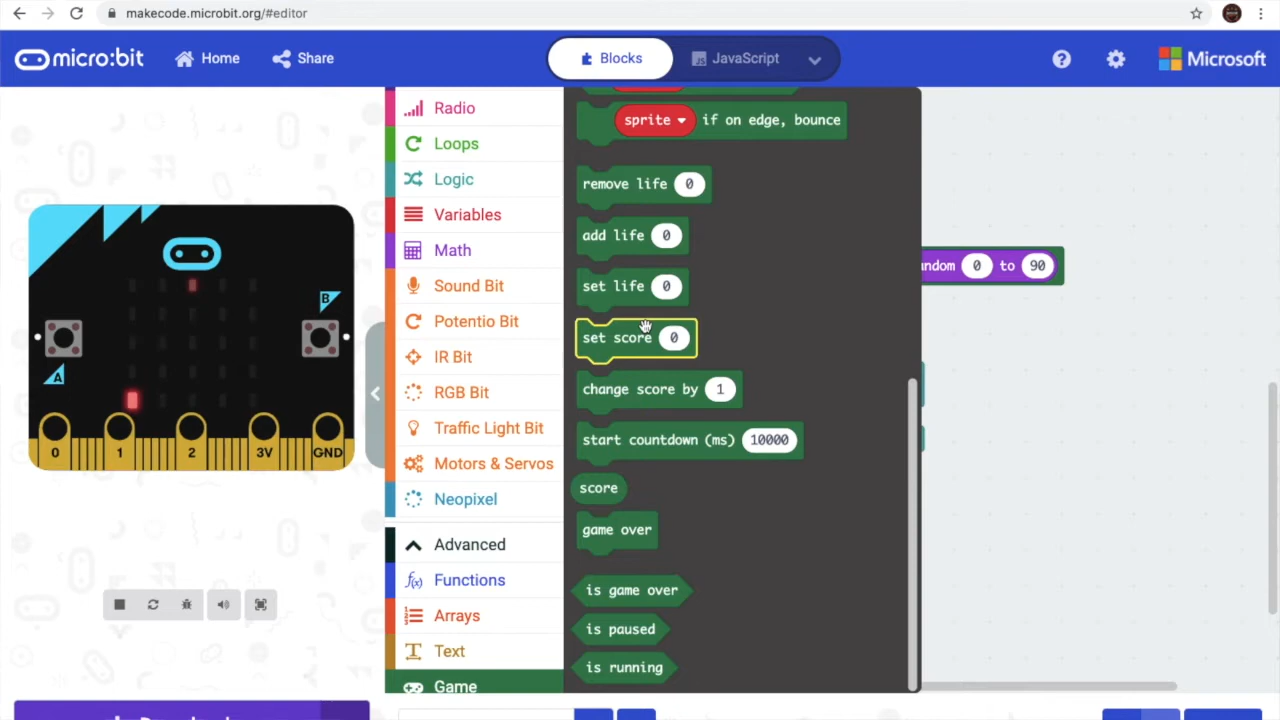 makecode.microbit.org/#editor
micro:bit
Home
Share
Blocks
JavaScript
Microsoft
A
B
0 1 2 3V GND
Radio
Loops
Logic
Variables
Math
Sound Bit
Potentio Bit
IR Bit
RGB Bit
Traffic Light Bit
Motors & Servos
Neopixel
Advanced
Functions
Arrays
Text
Game
sprite if on edge, bounce
remove life 0
add life 0
set life 0
set score 0
change score by 1
start countdown (ms) 10000
score
game over
is game over
is paused
is running
0 to 90